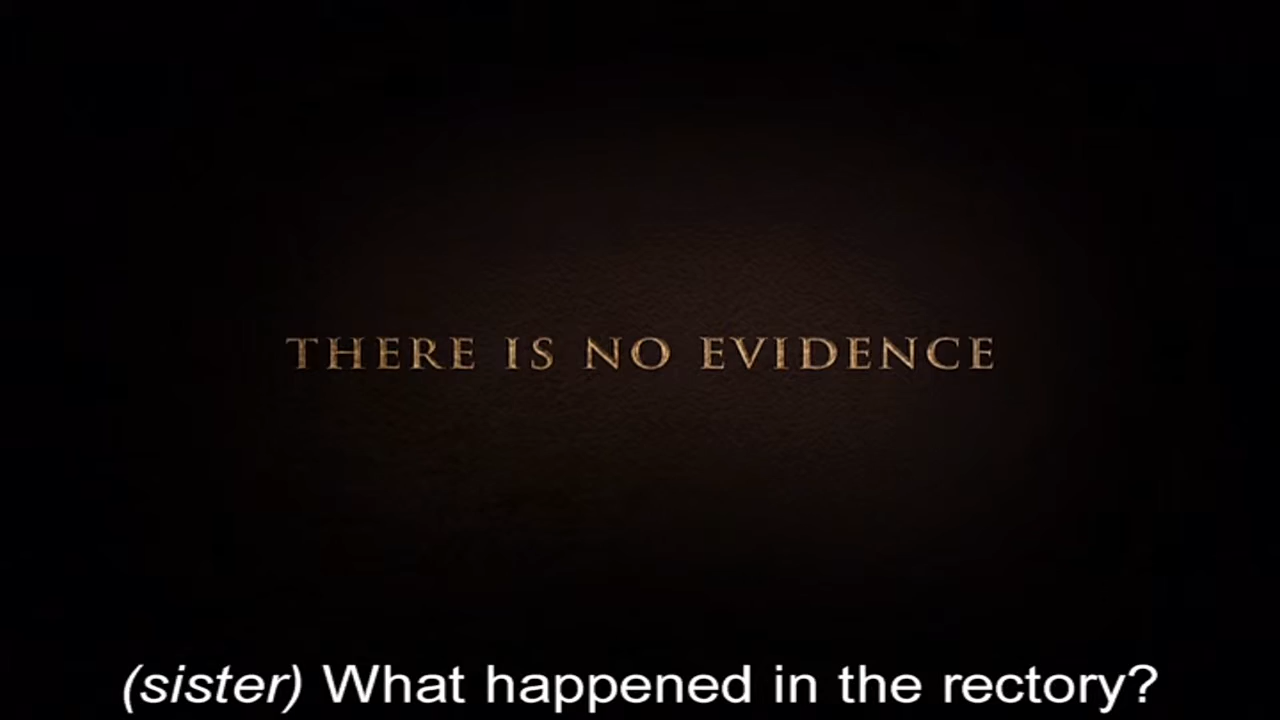 THERE IS NO EVIDENCE
(sister) What happened in the rectory?